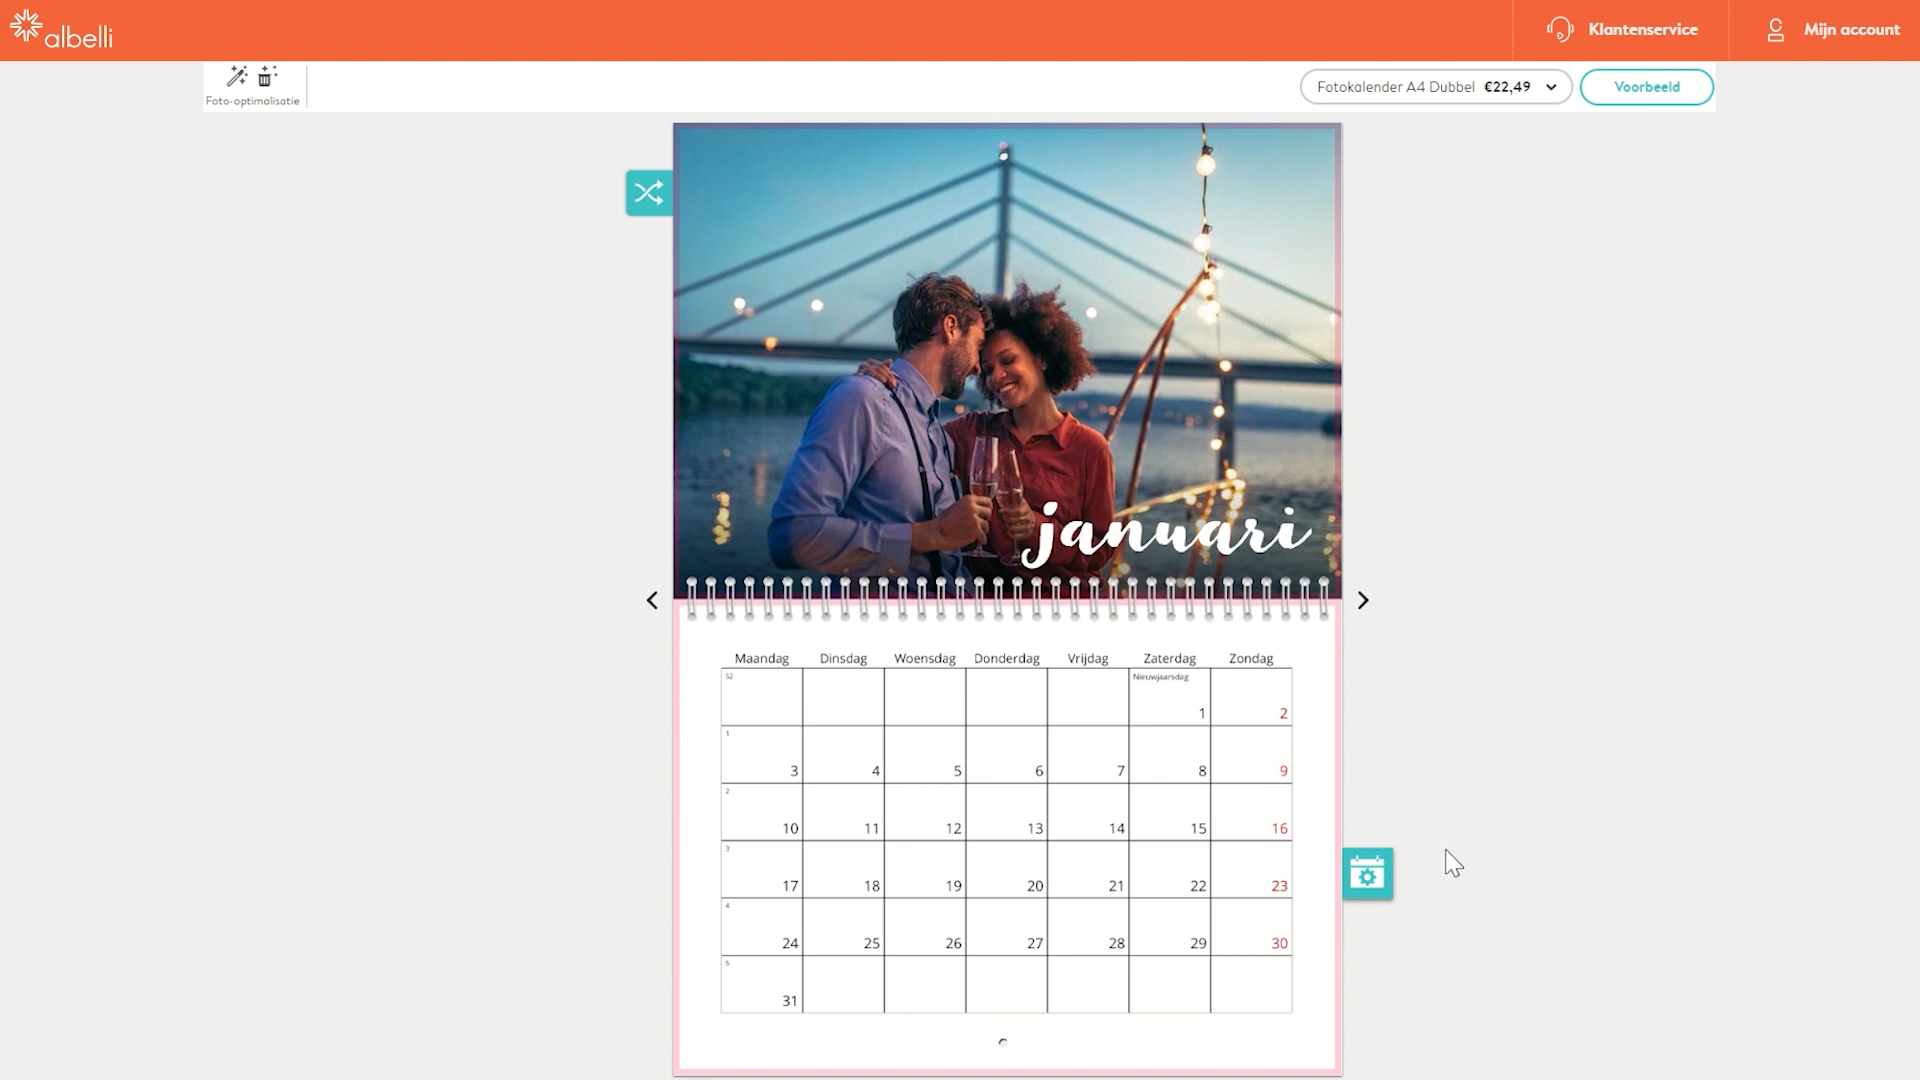 albelli
Klantenservice
Mijn account
Foto-optimalisatie
Fotokalender A4 Dubbel €22,49
Voorbeeld
januari
Maandag Dinsdag Woensdag Donderdag Vrijdag Zaterdag Zondag
52 Nieuwjaarsdag
1 2
1
3 4 5 6 7 8 9
2
10 11 12 13 14 15 16
3
17 18 19 20 21 22 23
4
24 25 26 27 28 29 30
5
31